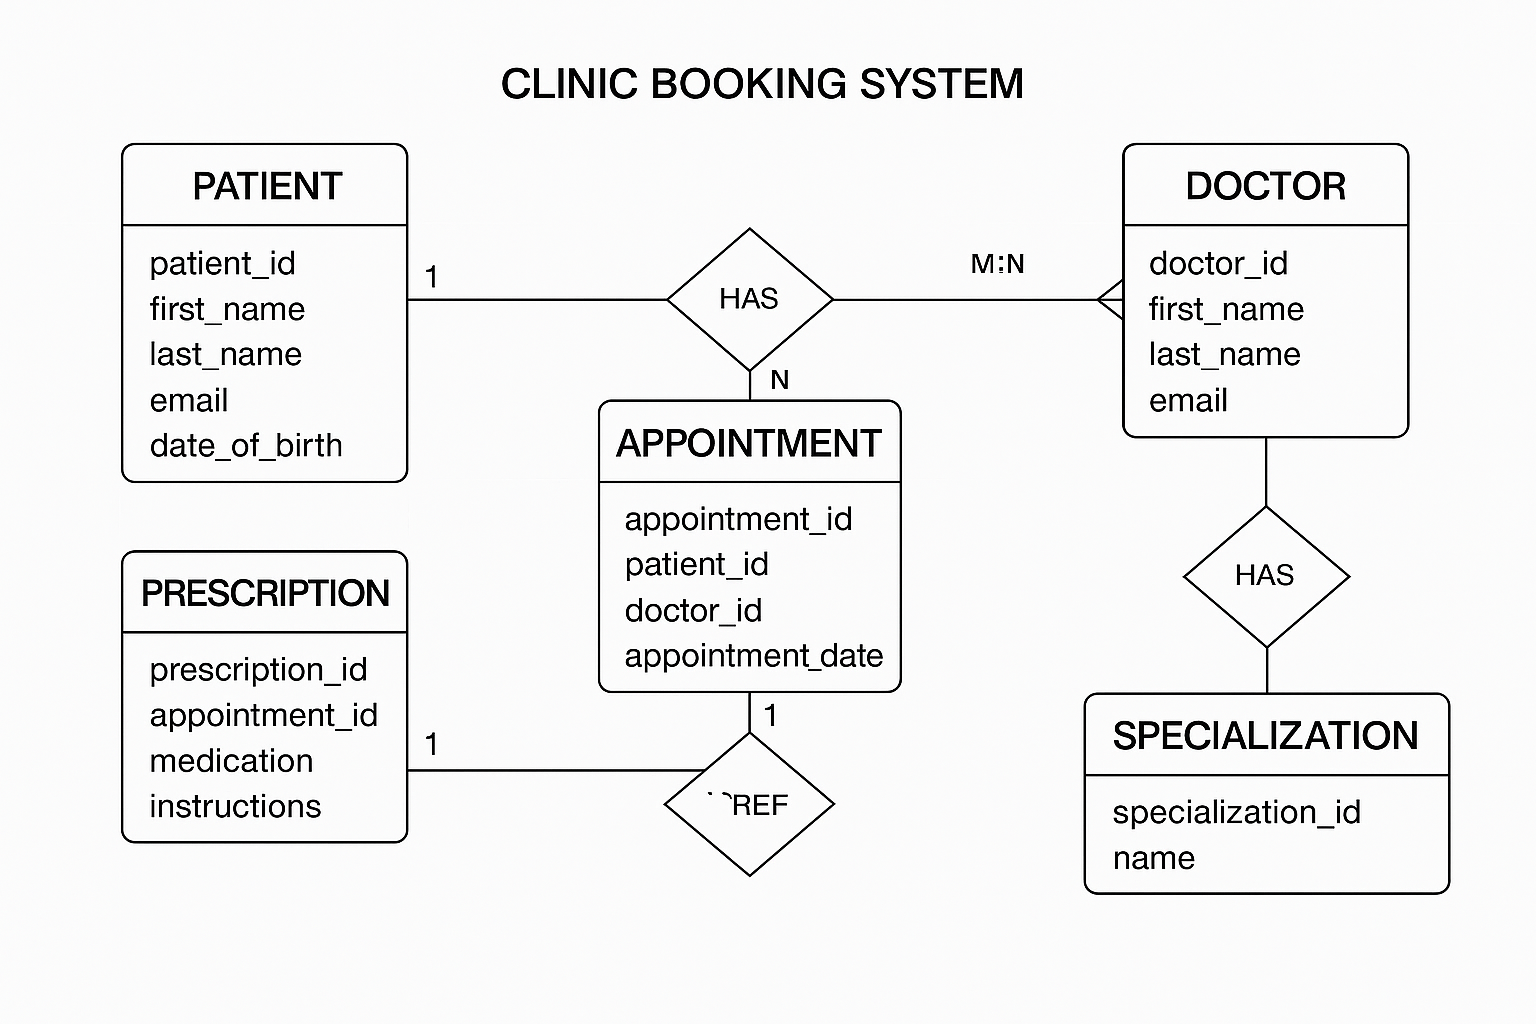 CLINIC BOOKING SYSTEM
PATIENT
patient_id
first_name
last_name
email
date_of_birth
1
HAS
M:N
N
DOCTOR
doctor_id
first_name
last_name
email
APPOINTMENT
appointment_id
patient_id
doctor_id
appointment_date
HAS
PRESCRIPTION
prescription_id
appointment_id
medication
instructions
1
1
REF
SPECIALIZATION
specialization_id
name